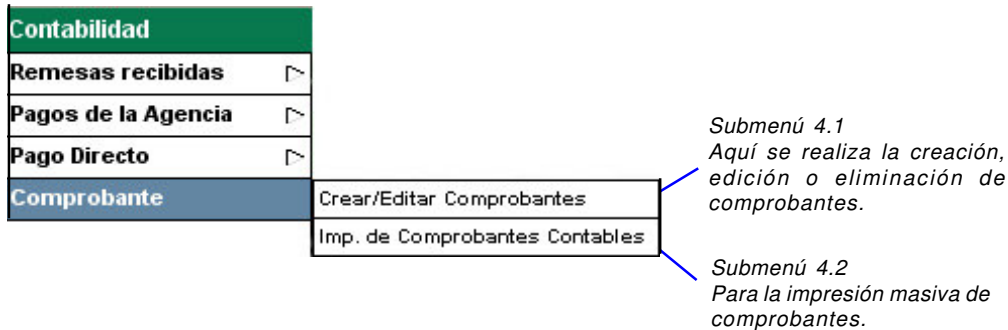 Contabilidad
Remesas recibidas
Pagos de la Agencia
Pago Directo
Comprobante
Crear/Editar Comprobantes
Imp. de Comprobantes Contables
Submenú 4.1
Aquí se realiza la creación,
edición o eliminación de
comprobantes.
Submenú 4.2
Para la impresión masiva de
comprobantes.